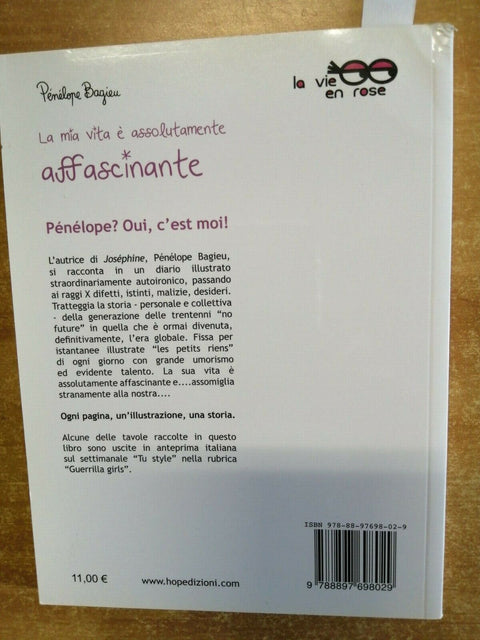 Pénélope Bagieu
la vie
en rose
La mia vita è assolutamente
affascinante
Pénélope? Oui, c'est moi!
L'autrice di Joséphine, Pénélope Bagieu,
si racconta in un diario illustrato
straordinariamente autoironico, passando
ai raggi X difetti, istinti, malizie, desideri.
Tratteggia la storia - personale e collettiva
- della generazione delle trentenni "no
future" in quella che è ormai divenuta,
definitivamente, l'era globale. Fissa per
istantanee illustrate "les petits riens"
di ogni giorno con grande umorismo
ed evidente talento. La sua vita è
assolutamente affascinante e....assomiglia
stranamente alla nostra....
Ogni pagina, un'illustrazione, una storia.
Alcune delle tavole raccolte in questo
libro sono uscite in anteprima italiana
sul settimanale "Tu style" nella rubrica
"Guerrilla girls".
ISBN 978-88-97698-02-9
9 788897 698029
11,00 €
www.hopedizioni.com